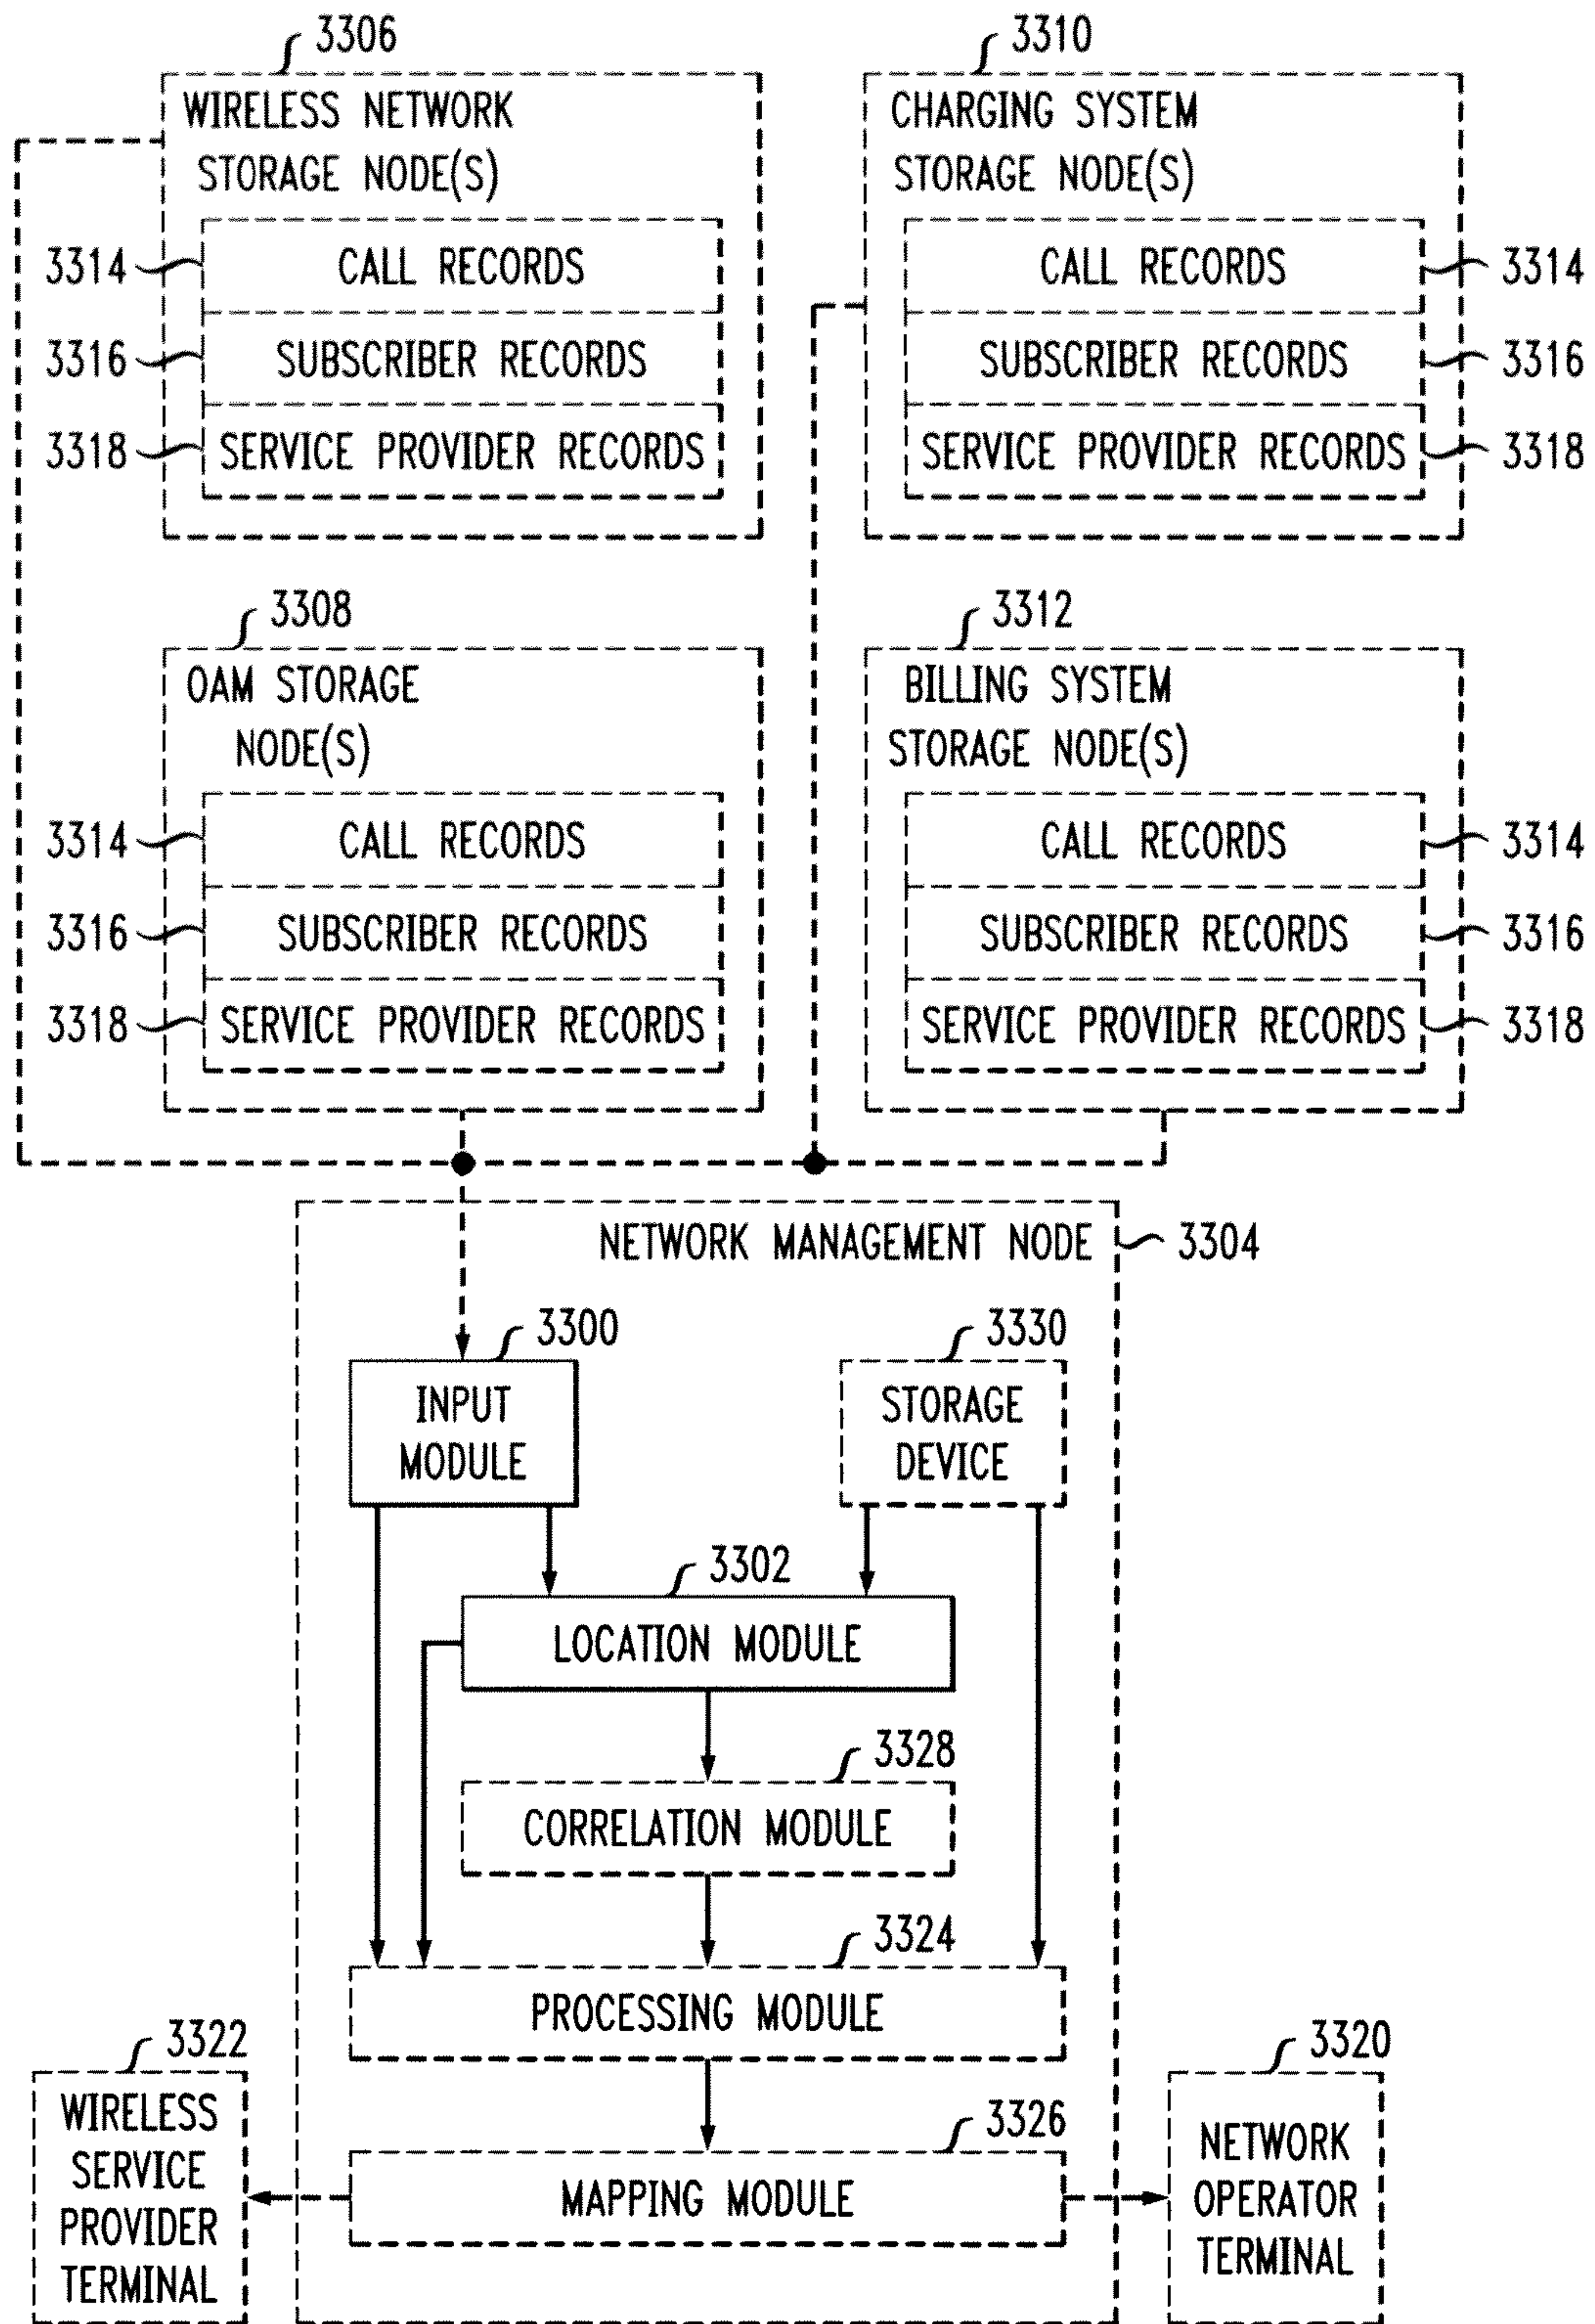 3306
WIRELESS NETWORK
STORAGE NODE(S)
3314
CALL RECORDS
3316
SUBSCRIBER RECORDS
3318
SERVICE PROVIDER RECORDS
3310
CHARGING SYSTEM
STORAGE NODE(S)
CALL RECORDS
3314
SUBSCRIBER RECORDS
3316
SERVICE PROVIDER RECORDS
3318
3308
OAM STORAGE
NODE(S)
3314
CALL RECORDS
3316
SUBSCRIBER RECORDS
3318
SERVICE PROVIDER RECORDS
3312
BILLING SYSTEM
STORAGE NODE(S)
CALL RECORDS
3314
SUBSCRIBER RECORDS
3316
SERVICE PROVIDER RECORDS
3318
NETWORK MANAGEMENT NODE
3304
3300
INPUT
MODULE
3330
STORAGE
DEVICE
3302
LOCATION MODULE
3328
CORRELATION MODULE
3324
PROCESSING MODULE
3326
MAPPING MODULE
3322
WIRELESS
SERVICE
PROVIDER
TERMINAL
3320
NETWORK
OPERATOR
TERMINAL